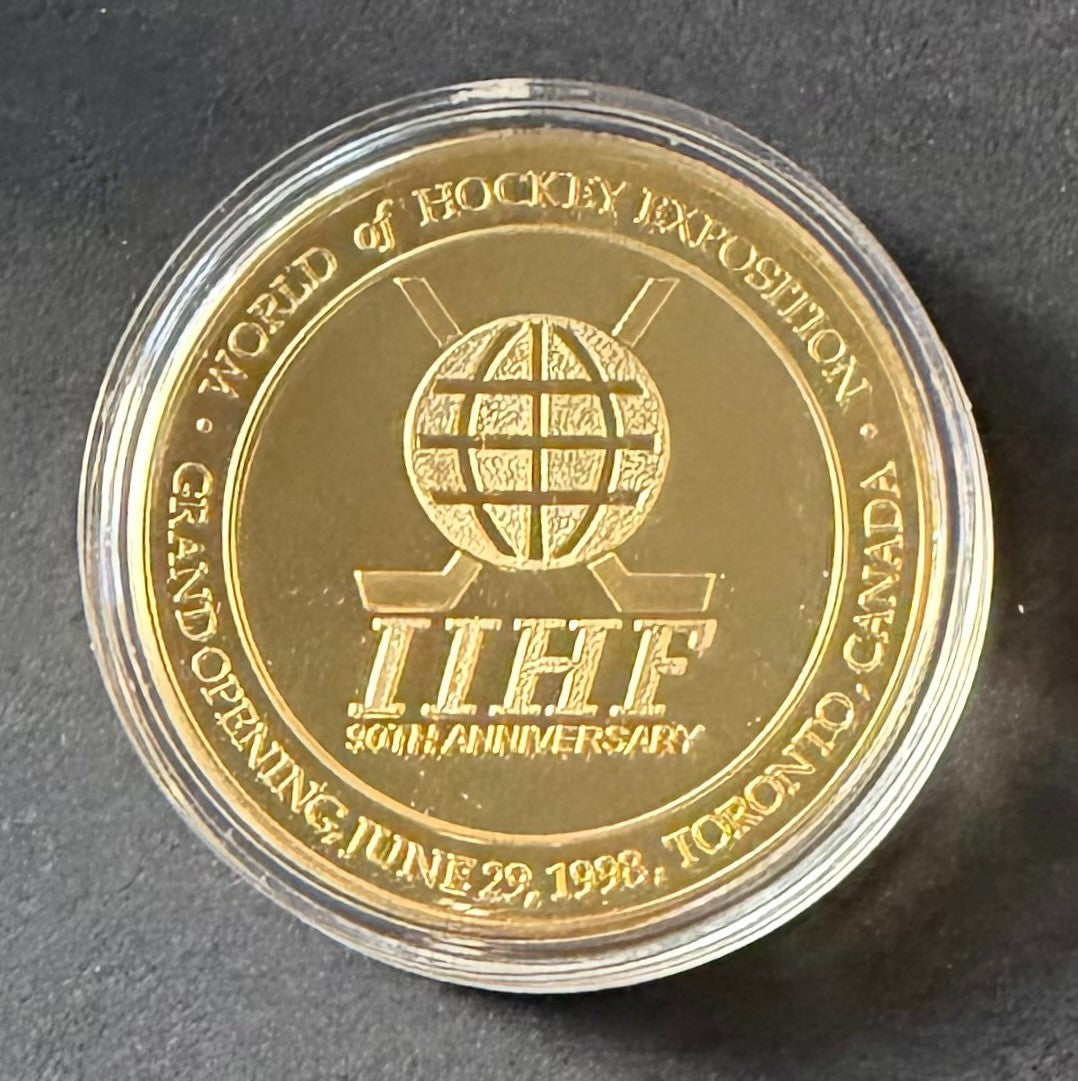 • WORLD of HOCKEY EXPOSITION •
GRAND OPENING, JUNE 29, 1998, TORONTO, CANADA
IIHF
90TH ANNIVERSARY